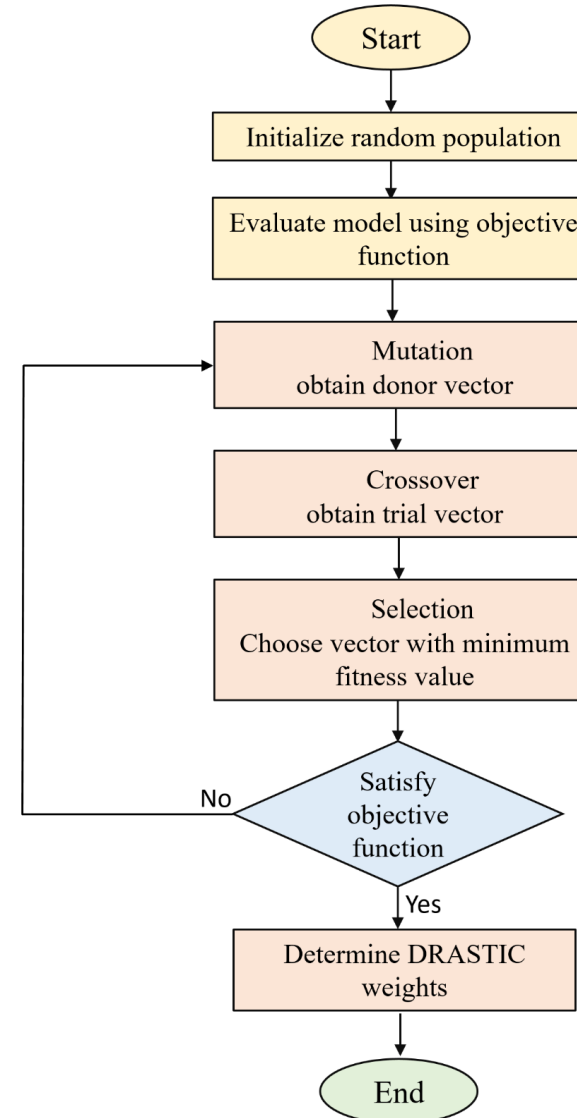 Start
Initialize random population
Evaluate model using objective
function
Mutation
obtain donor vector
Crossover
obtain trial vector
Selection
Choose vector with minimum
fitness value
No
Satisfy
objective
function
Yes
Determine DRASTIC
weights
End